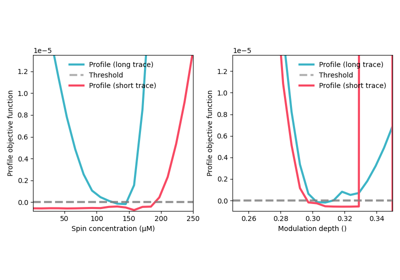 1e−5
Profile (long trace)
Threshold
Profile (short trace)
Profile objective function
1.2
1.0
0.8
0.6
0.4
0.2
0.0
50
100
150
200
250
Spin concentration (μM)
1e−5
Profile (long trace)
Threshold
Profile (short trace)
Profile objective function
1.2
1.0
0.8
0.6
0.4
0.2
0.0
0.26
0.28
0.30
0.32
0.34
Modulation depth ()